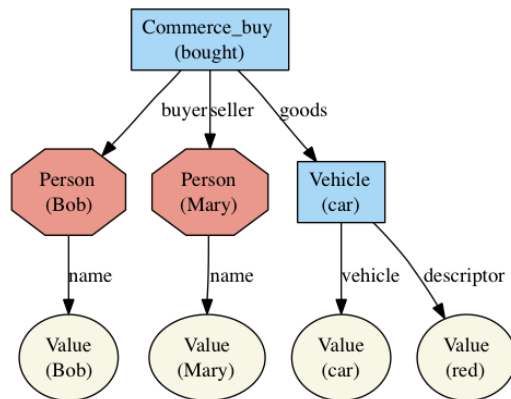 Commerce_buy
(bought)
buyer
seller
goods
Person
(Bob)
Person
(Mary)
Vehicle
(car)
name
name
vehicle
descriptor
Value
(Bob)
Value
(Mary)
Value
(car)
Value
(red)